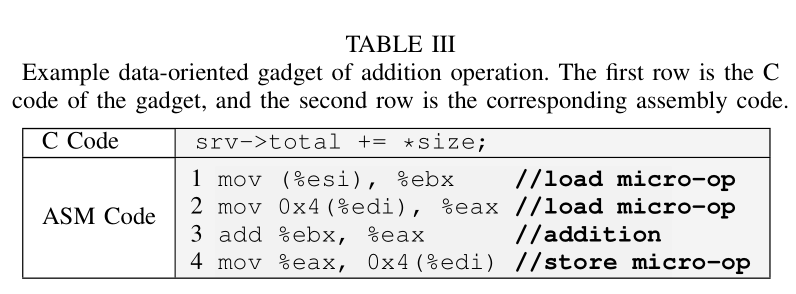 TABLE III
Example data-oriented gadget of addition operation. The first row is the C
code of the gadget, and the second row is the corresponding assembly code.
C Code srv->total += *size;
ASM Code
1 mov (%esi), %ebx //load micro-op
2 mov 0x4(%edi), %eax //load micro-op
3 add %ebx, %eax //addition
4 mov %eax, 0x4(%edi) //store micro-op